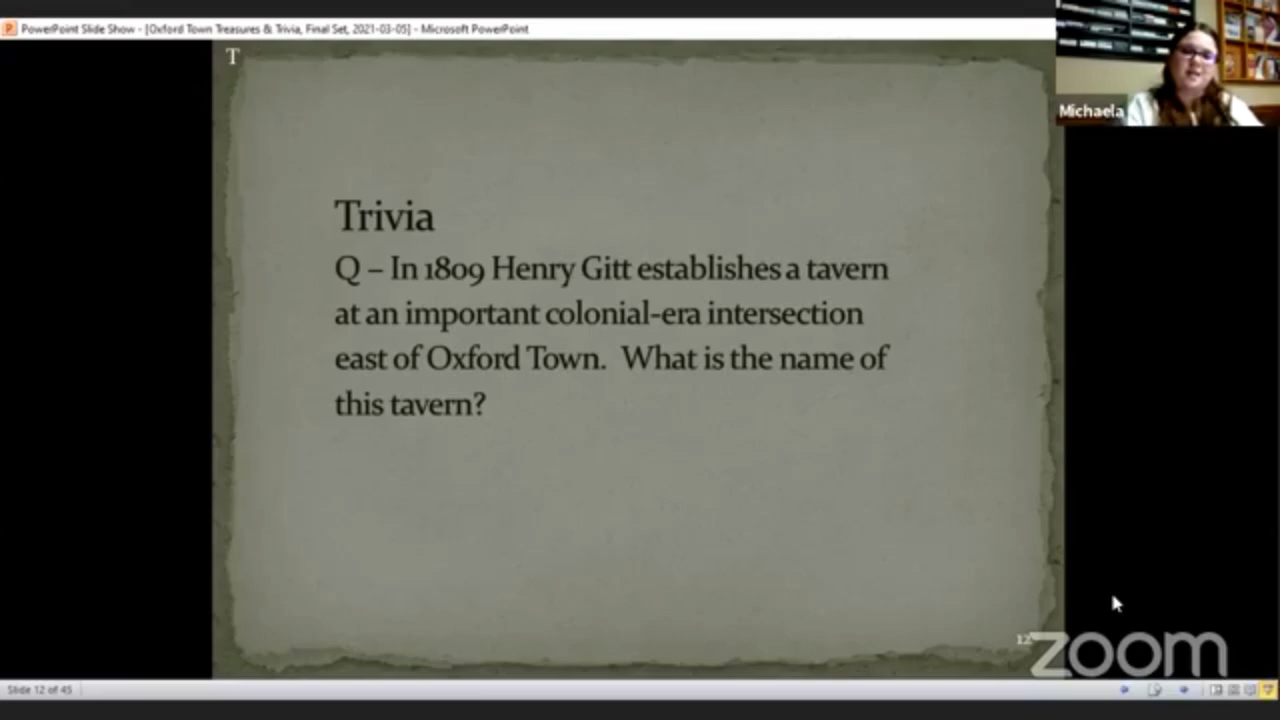 PowerPoint Slide Show - [Oxford Town Treasures & Trivia, Final Set, 2021-03-05] - Microsoft PowerPoint
T
Michaela
Trivia
Q – In 1809 Henry Gitt establishes a tavern
at an important colonial-era intersection
east of Oxford Town. What is the name of
this tavern?
12
zoom
Slide 12 of 45